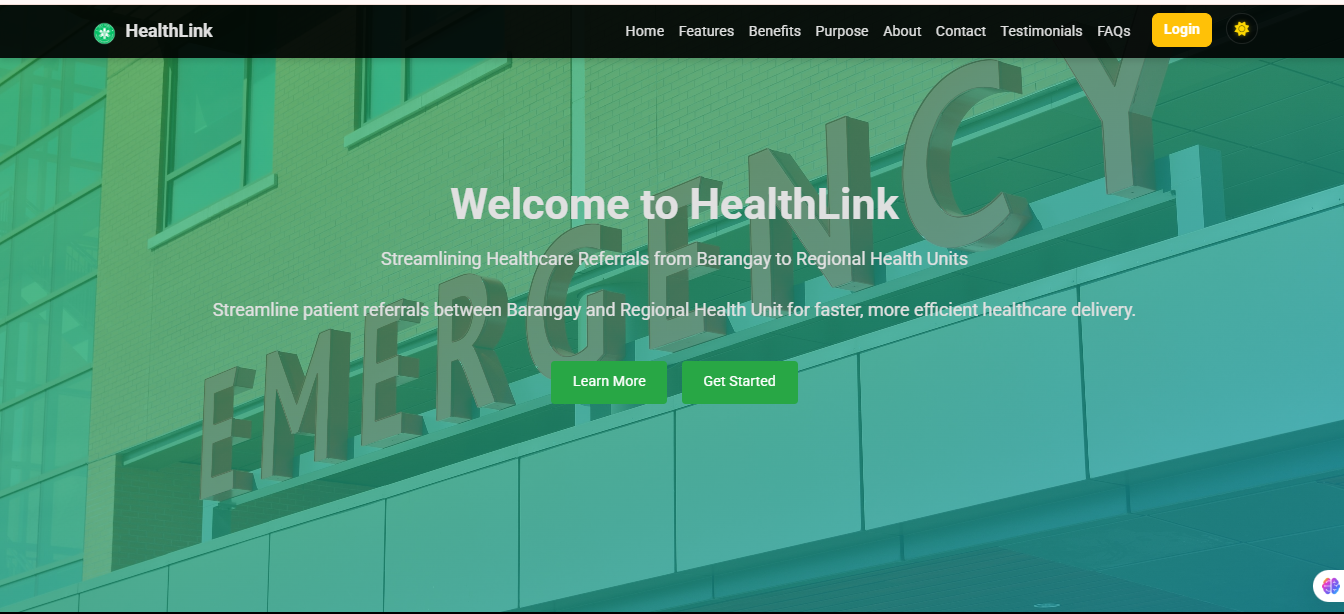 HealthLink
Home Features Benefits Purpose About Contact Testimonials FAQs Login
Welcome to HealthLink
Streamlining Healthcare Referrals from Barangay to Regional Health Units
Streamline patient referrals between Barangay and Regional Health Unit for faster, more efficient healthcare delivery.
Learn More Get Started
EMERGENCY